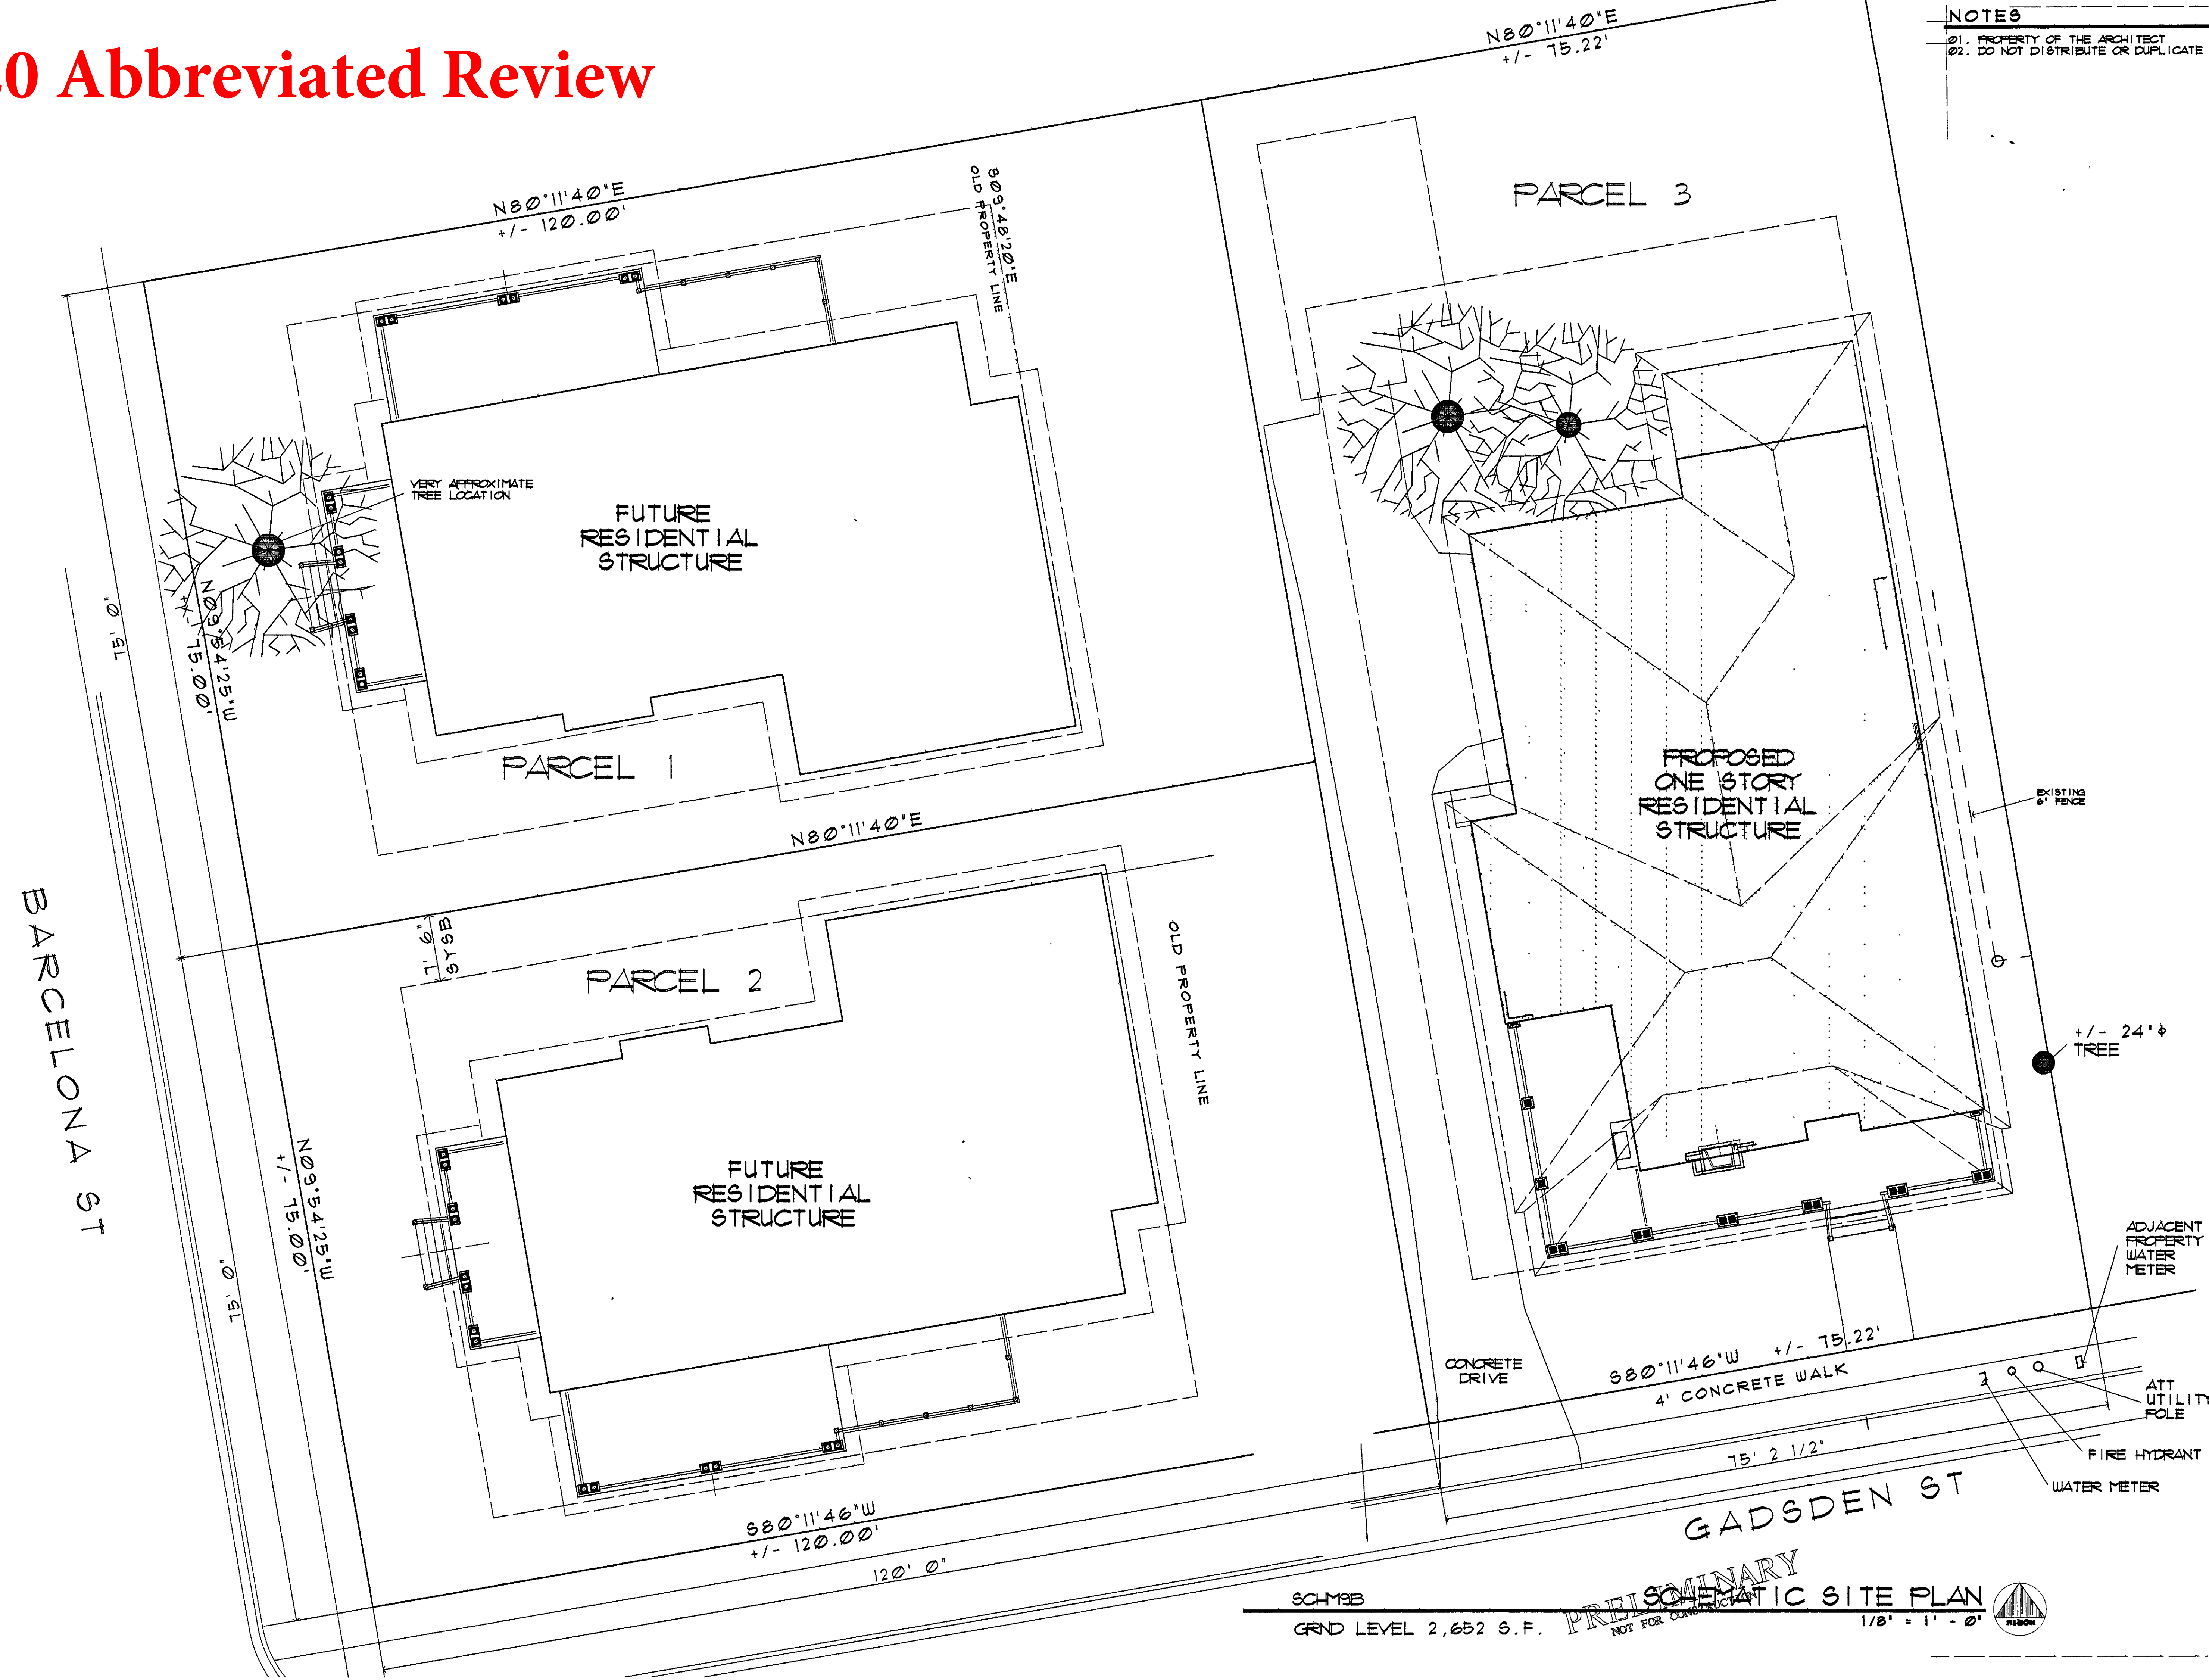 0 Abbreviated Review
NOTES
01. PROPERTY OF THE ARCHITECT
02. DO NOT DISTRIBUTE OR DUPLICATE
N80°11'40"E
+/- 75.22'
PARCEL 3
N80°11'40"E
+/- 120.00'
S09°48'20"E
OLD PROPERTY LINE
VERY APPROXIMATE
TREE LOCATION
FUTURE
RESIDENTIAL
STRUCTURE
75' 0"
N09°54'25"W
+/- 75.00'
PARCEL 1
N80°11'40"E
PROPOSED
ONE STORY
RESIDENTIAL
STRUCTURE
EXISTING
6' FENCE
BARCELONA ST
7' 6"
SYSB
PARCEL 2
OLD PROPERTY LINE
+/- 24"ϕ
TREE
FUTURE
RESIDENTIAL
STRUCTURE
N09°54'25"W
+/- 75.00'
75' 0"
ADJACENT
PROPERTY
WATER
METER
CONCRETE
DRIVE
S80°11'46"W +/- 75.22'
4' CONCRETE WALK
ATT
UTILITY
POLE
FIRE HYDRANT
WATER METER
75' 2 1/2"
GADSDEN ST
S80°11'46"W
+/- 120.00'
120' 0"
SCHM3B
GRND LEVEL 2,652 S.F.
PRELIMINARY
NOT FOR CONSTRUCTION
SCHEMATIC SITE PLAN
1/8" = 1' - 0"
NORTH